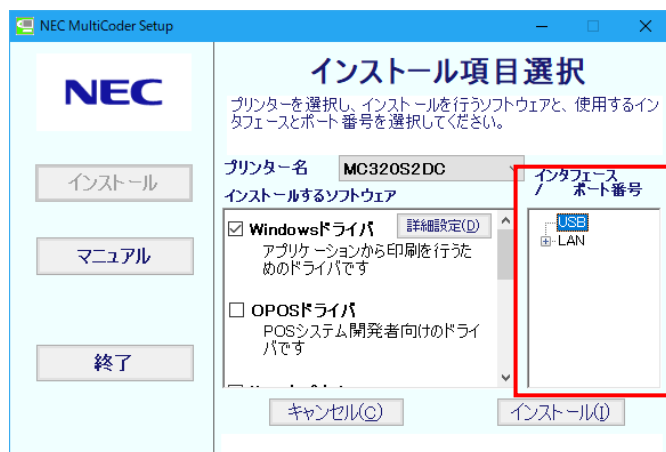 NEC MultiCoder Setup
NEC
インストール
マニュアル
終了
インストール項目選択
プリンターを選択し、インストールを行うソフトウェアと、使用するイン
タフェースとポート番号を選択してください。
プリンター名 MC320S2DC
インストールするソフトウェア
Windowsドライバ 詳細設定(D)
アプリケーションから印刷を行うた
めのドライバです
OPOSドライバ
POSシステム開発者向けのドライ
バです
インタフェース
/ ポート番号
USB
LAN
キャンセル(C) インストール(I)